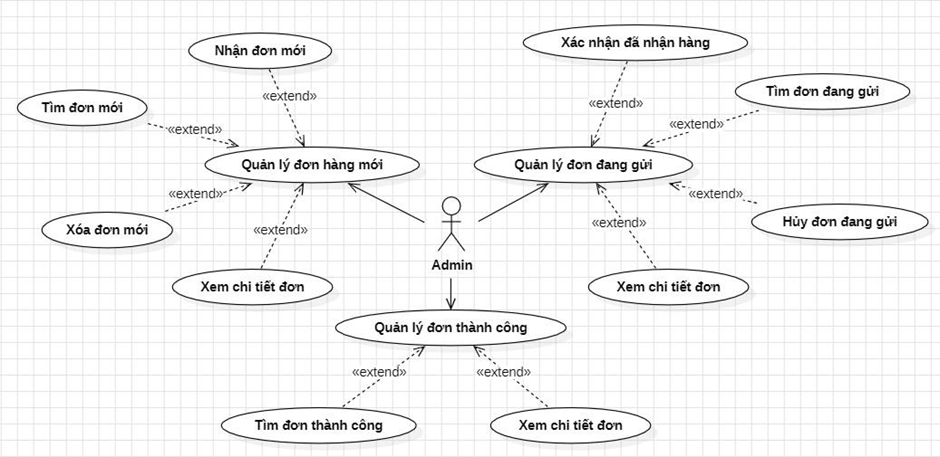 Nhận đơn mới
Xác nhận đã nhận hàng
Tìm đơn mới
«extend»
«extend»
Tìm đơn đang gửi
«extend»
«extend»
Quản lý đơn hàng mới
Quản lý đơn đang gửi
«extend»
«extend»
Xóa đơn mới
«extend»
«extend»
Hủy đơn đang gửi
Admin
Xem chi tiết đơn
Xem chi tiết đơn
Quản lý đơn thành công
«extend»
«extend»
Tìm đơn thành công
Xem chi tiết đơn